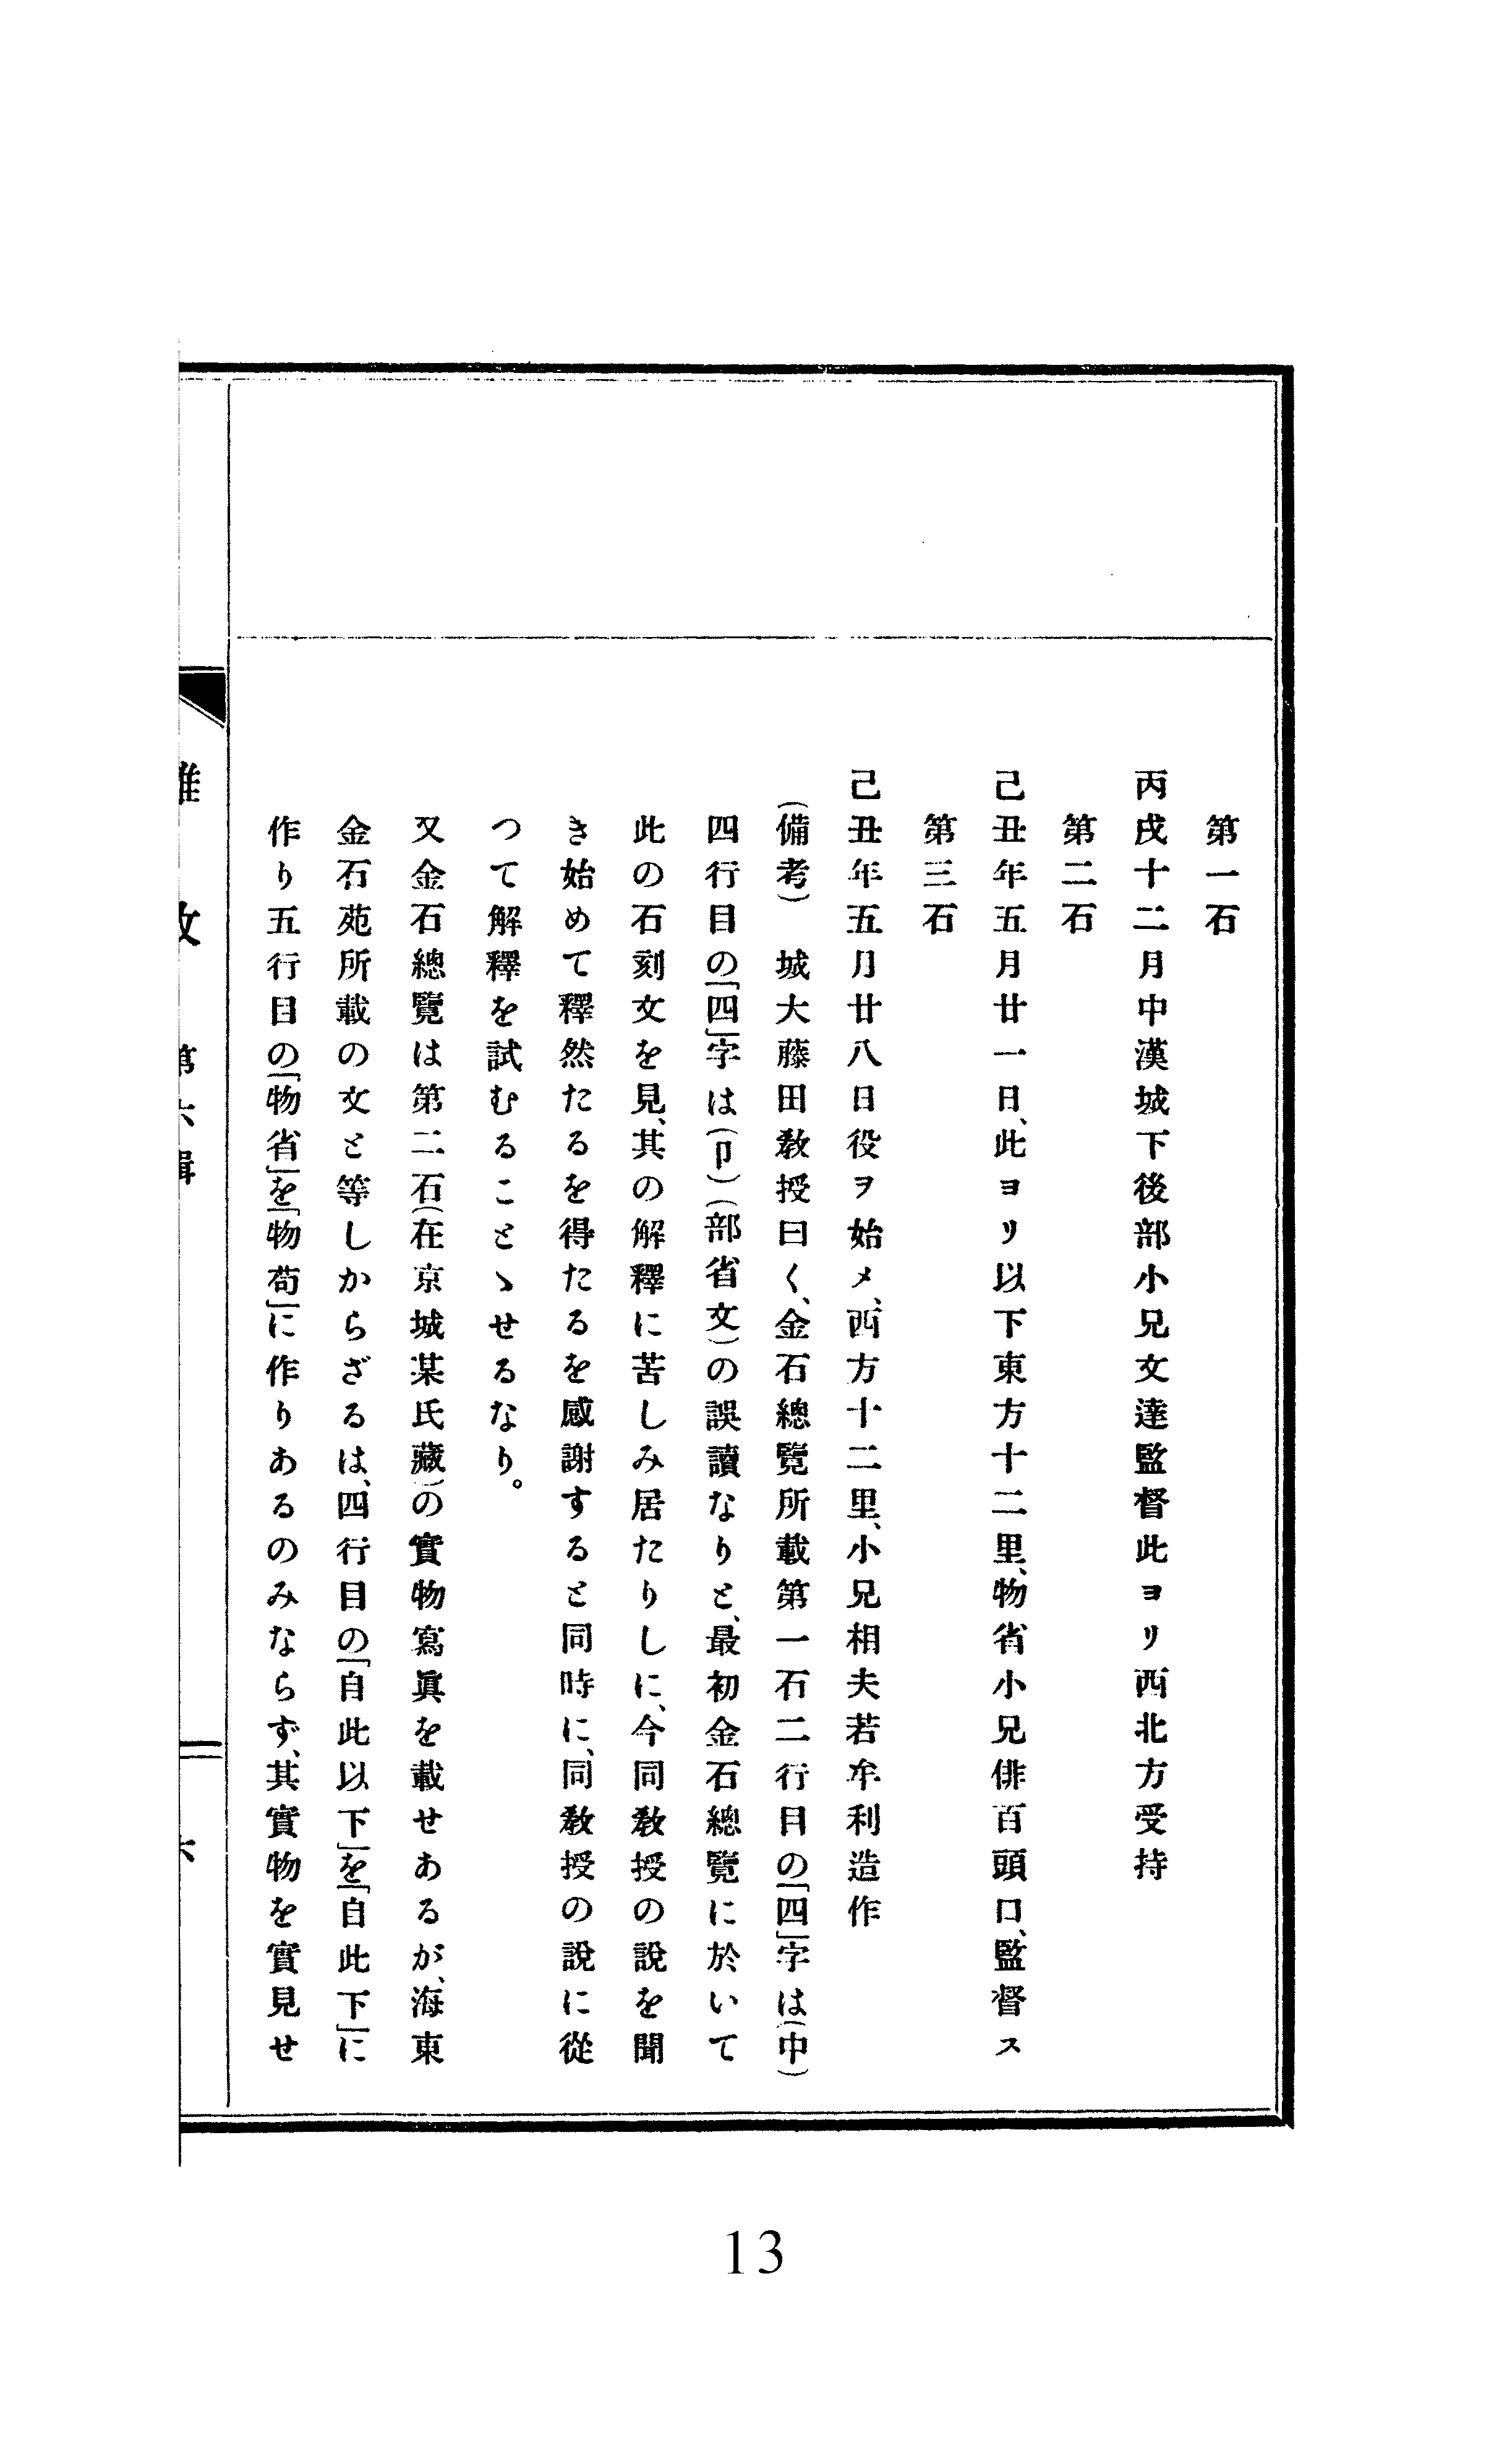 第一石
丙戌十二月中漢城下後部小兄文達監督此ヨリ西北方受持
第二石
己丑年五月廿一日、此ヨリ以下東方十二里、物省小兄俳百頭口、監督ス
第三石
己丑年五月廿八日役ヲ始メ、西方十二里、小兄相夫若牟利造作
(備考) 城大藤田教授曰く、金石總覽所載第一石二行目の「四」字は(中)
四行目の「四」字は(卩)(部省文)の誤讀なりと、最初金石總覽に於いて
此の石刻文を見、其の解釋に苦しみ居たりしに、今同教授の說を聞
き始めて釋然たるを得たるを感謝すると同時に、同教授の說に從
つて解釋を試むることゝせるなり。
又金石總覽は第二石(在京城某氏藏)の實物寫眞を載せあるが、海東
金石苑所載の文と等しからざるは、四行目の「自此以下」を「自此下」に
作り五行目の「物省」を「物苟」に作りあるのみならず、其實物を實見せ
雜 攷 第六輯
六
13